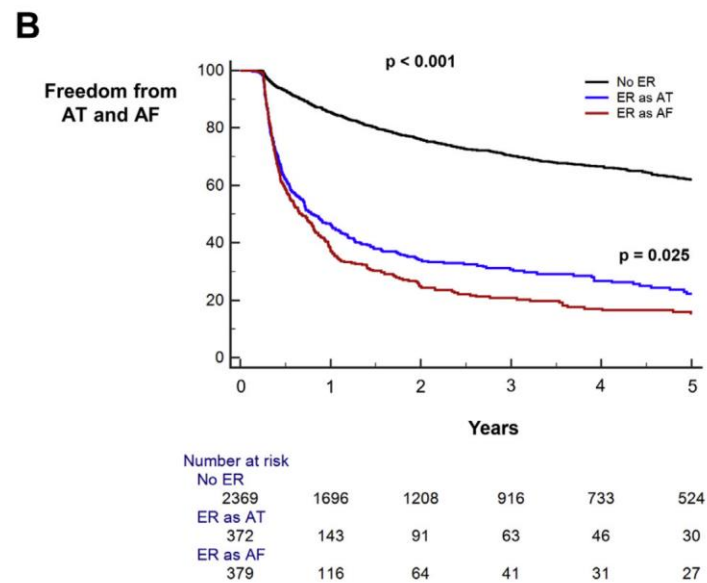 B
p < 0.001
Freedom from
AT and AF
No ER
ER as AT
ER as AF
100
80
60
40
20
0
p = 0.025
0 1 2 3 4 5
Years
Number at risk
No ER
2369 1696 1208 916 733 524
ER as AT
372 143 91 63 46 30
ER as AF
379 116 64 41 31 27